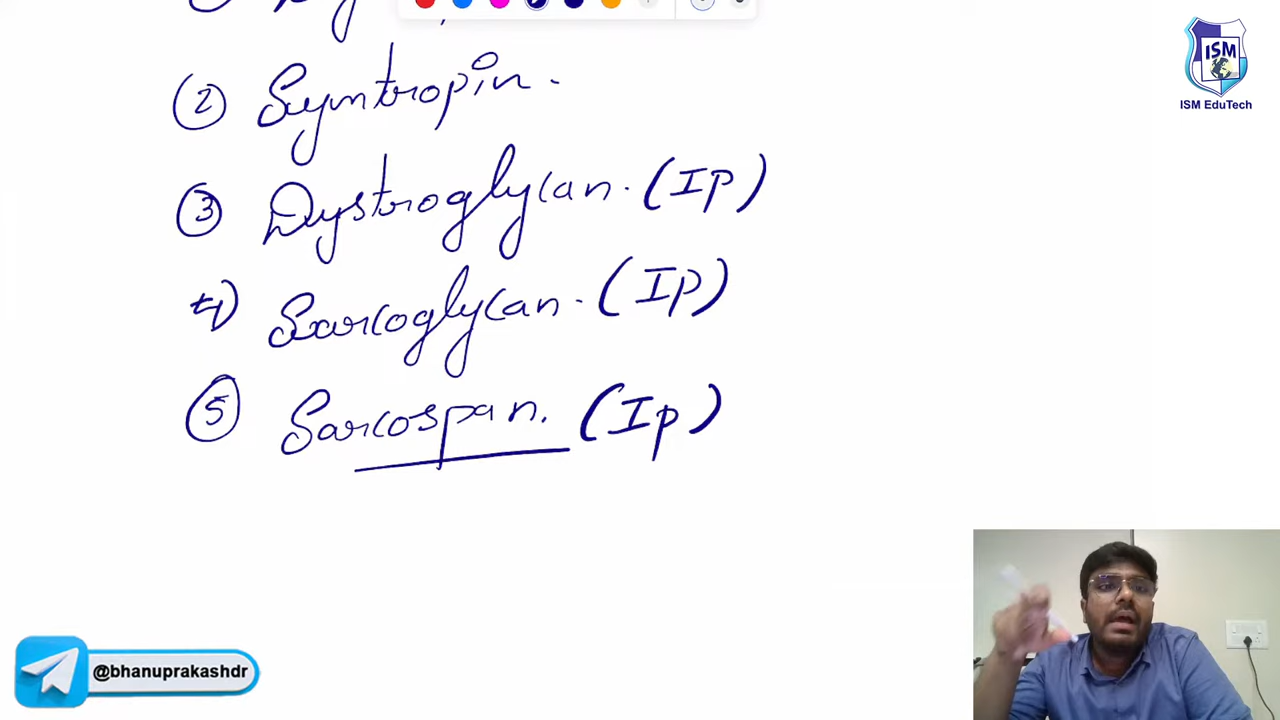 ② Syntropin.
③ Dystroglycan. (Ip)
4) Sarcoglycan. (Ip)
⑤ Sarcospan. (Ip)
ISM
ISM EduTech
@bhanuprakashdr